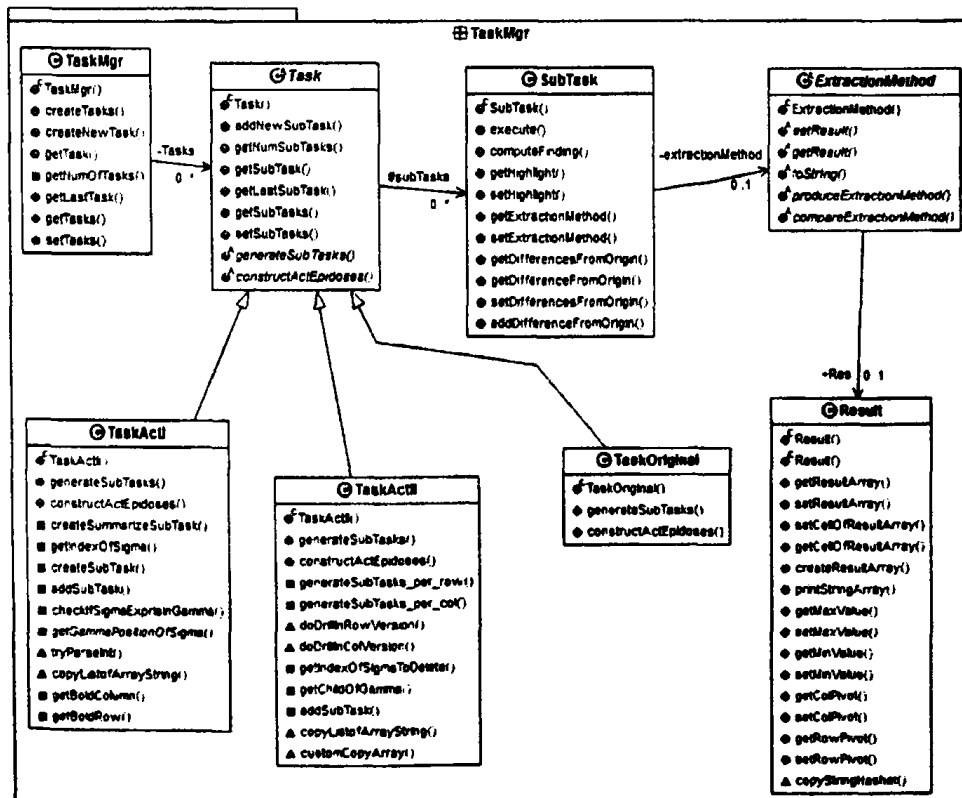 TaskMgr
TaskMgr
TaskMgr()
createTasks()
createNewTask()
getTask()
getNumOfTasks()
getLastTask()
getTasks()
setTasks()
-Tasks
0..*
Task
Task()
addNewSubTask()
getNumSubTasks()
getSubTask()
getLastSubTask()
getSubTasks()
setSubTasks()
generateSubTasks()
constructActEpidoses()
#subTasks
0..*
SubTask
SubTask()
execute()
computeFinding()
getHighlight()
setHighlight()
getExtractionMethod()
setExtractionMethod()
getDifferencesFromOrigin()
getDifferenceFromOrigin()
setDifferencesFromOrigin()
addDifferenceFromOrigin()
-extractionMethod
0..1
ExtractionMethod
ExtractionMethod()
setResult()
getResult()
toString()
produceExtractionMethod()
compareExtractionMethod()
+Res 0..1
TaskActI
TaskActI()
generateSubTasks()
constructActEpidoses()
createSummarizeSubTask()
getIndexOfSigma()
createSubTask()
addSubTask()
checkIfSigmaExprIsInGamma()
getGammaPositionOfSigma()
tryParseInt()
copyListofArrayString()
getBoldColumn()
getBoldRow()
TaskActII
TaskActII()
generateSubTasks()
constructActEpidoses()
generateSubTasks_per_row()
generateSubTasks_per_col()
doDrillInRowVersion()
doDrillInColVersion()
getIndexOfSigmaToDelete()
getChildOfGamma()
addSubTask()
copyListofArrayString()
customCopyArray()
TaskOriginal
TaskOriginal()
generateSubTasks()
constructActEpidoses()
Result
Result()
Result()
getResultArray()
setResultArray()
setCellOfResultArray()
getCellOfResultArray()
createResultArray()
printStringArray()
getMaxValue()
setMaxValue()
getMinValue()
setMinValue()
getColPivot()
setColPivot()
getRowPivot()
setRowPivot()
copyStringHashet()